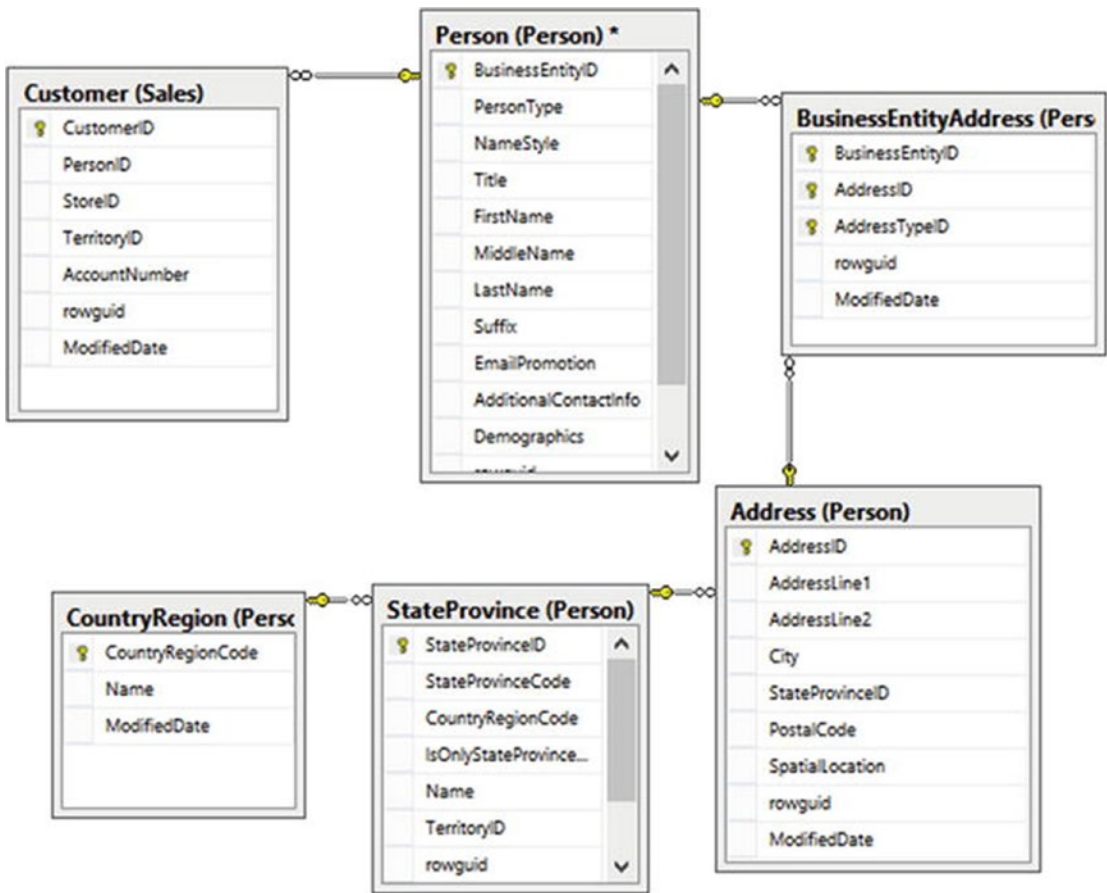 Person (Person) *
BusinessEntityID
PersonType
NameStyle
Title
FirstName
MiddleName
LastName
Suffix
EmailPromotion
AdditionalContactInfo
Demographics
Customer (Sales)
CustomerID
PersonID
StoreID
TerritoryID
AccountNumber
rowguid
ModifiedDate
BusinessEntityAddress (Pers
BusinessEntityID
AddressID
AddressTypeID
rowguid
ModifiedDate
Address (Person)
AddressID
AddressLine1
AddressLine2
City
StateProvinceID
PostalCode
SpatialLocation
rowguid
ModifiedDate
CountryRegion (Perso
CountryRegionCode
Name
ModifiedDate
StateProvince (Person)
StateProvinceID
StateProvinceCode
CountryRegionCode
IsOnlyStateProvince...
Name
TerritoryID
rowguid